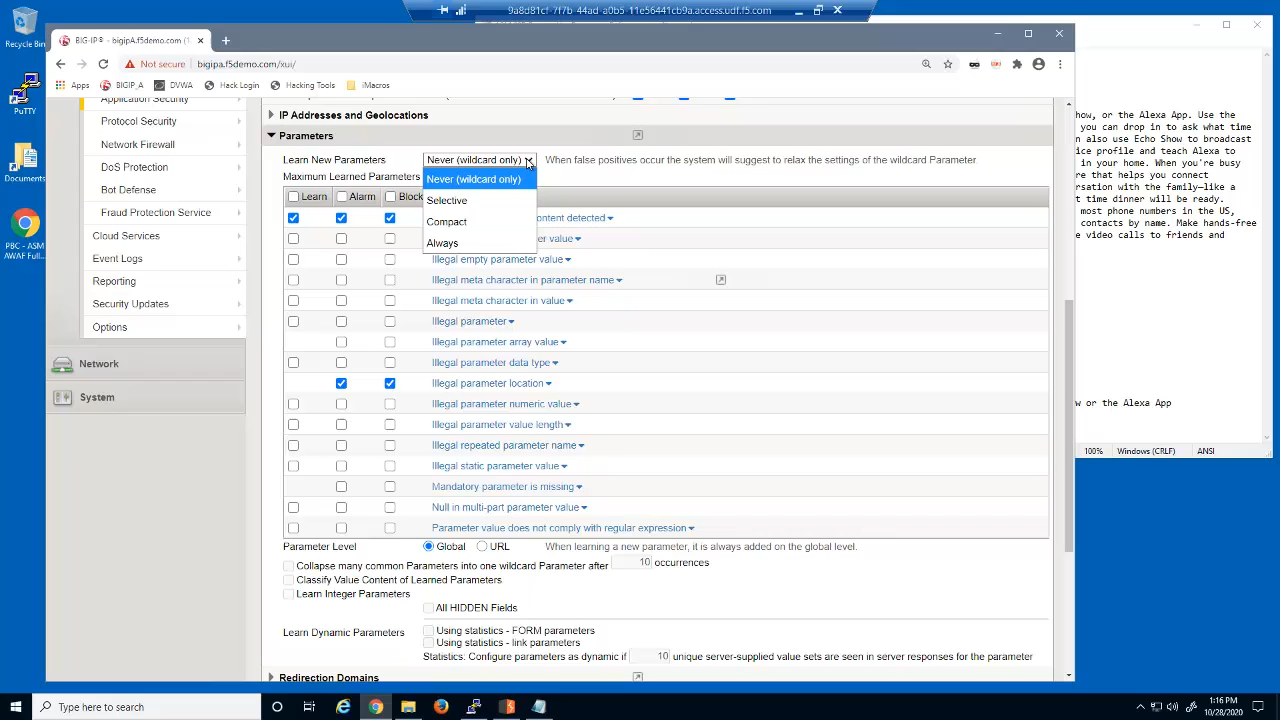 9a8d81cf-7f7b-44ad-a0b5-11e56441cb9a.access.udf.f5.com
Recycle Bin
PuTTY
Documents
PBC - ASM
AWAF Full...
BIG-IP® - bigipA.f5demo.com (1
Not secure
bigipa.f5demo.com/xui/
Apps
BIGIP_A
DVWA
Hack Login
Hacking Tools
iMacros
Application Security
Protocol Security
Network Firewall
DoS Protection
Bot Defense
Fraud Protection Service
Cloud Services
Event Logs
Reporting
Security Updates
Options
Network
System
IP Addresses and Geolocations
Parameters
Learn New Parameters
Never (wildcard only)
When false positives occur the system will suggest to relax the settings of the wildcard Parameter.
Maximum Learned Parameters
Never (wildcard only)
Selective
Compact
Always
Learn
Alarm
Block
ontent detected
er value
Illegal empty parameter value
Illegal meta character in parameter name
Illegal meta character in value
Illegal parameter
Illegal parameter array value
Illegal parameter data type
Illegal parameter location
Illegal parameter numeric value
Illegal parameter value length
Illegal repeated parameter name
Illegal static parameter value
Mandatory parameter is missing
Null in multi-part parameter value
Parameter value does not comply with regular expression
Parameter Level
Global
URL
When learning a new parameter, it is always added on the global level.
Collapse many common Parameters into one wildcard Parameter after 10 occurrences
Classify Value Content of Learned Parameters
Learn Integer Parameters
All HIDDEN Fields
Learn Dynamic Parameters
Using statistics - FORM parameters
Using statistics - link parameters
Statistics: Configure parameters as dynamic if 10 unique server-supplied value sets are seen in server responses for the parameter
Redirection Domains
how, or the Alexa App. Use the
you can drop in to ask what time
n also use Echo Show to broadcast
ice profile and teach Alexa to
in your home. When you're busy
r that helps you connect
rsation with the family—like a
t time dinner will be ready.
most phone numbers in the US,
contacts by name. Make hands-free
e video calls to friends and
ow or the Alexa App
100%
Windows (CRLF)
ANSI
Type here to search
1:16 PM
10/28/2020